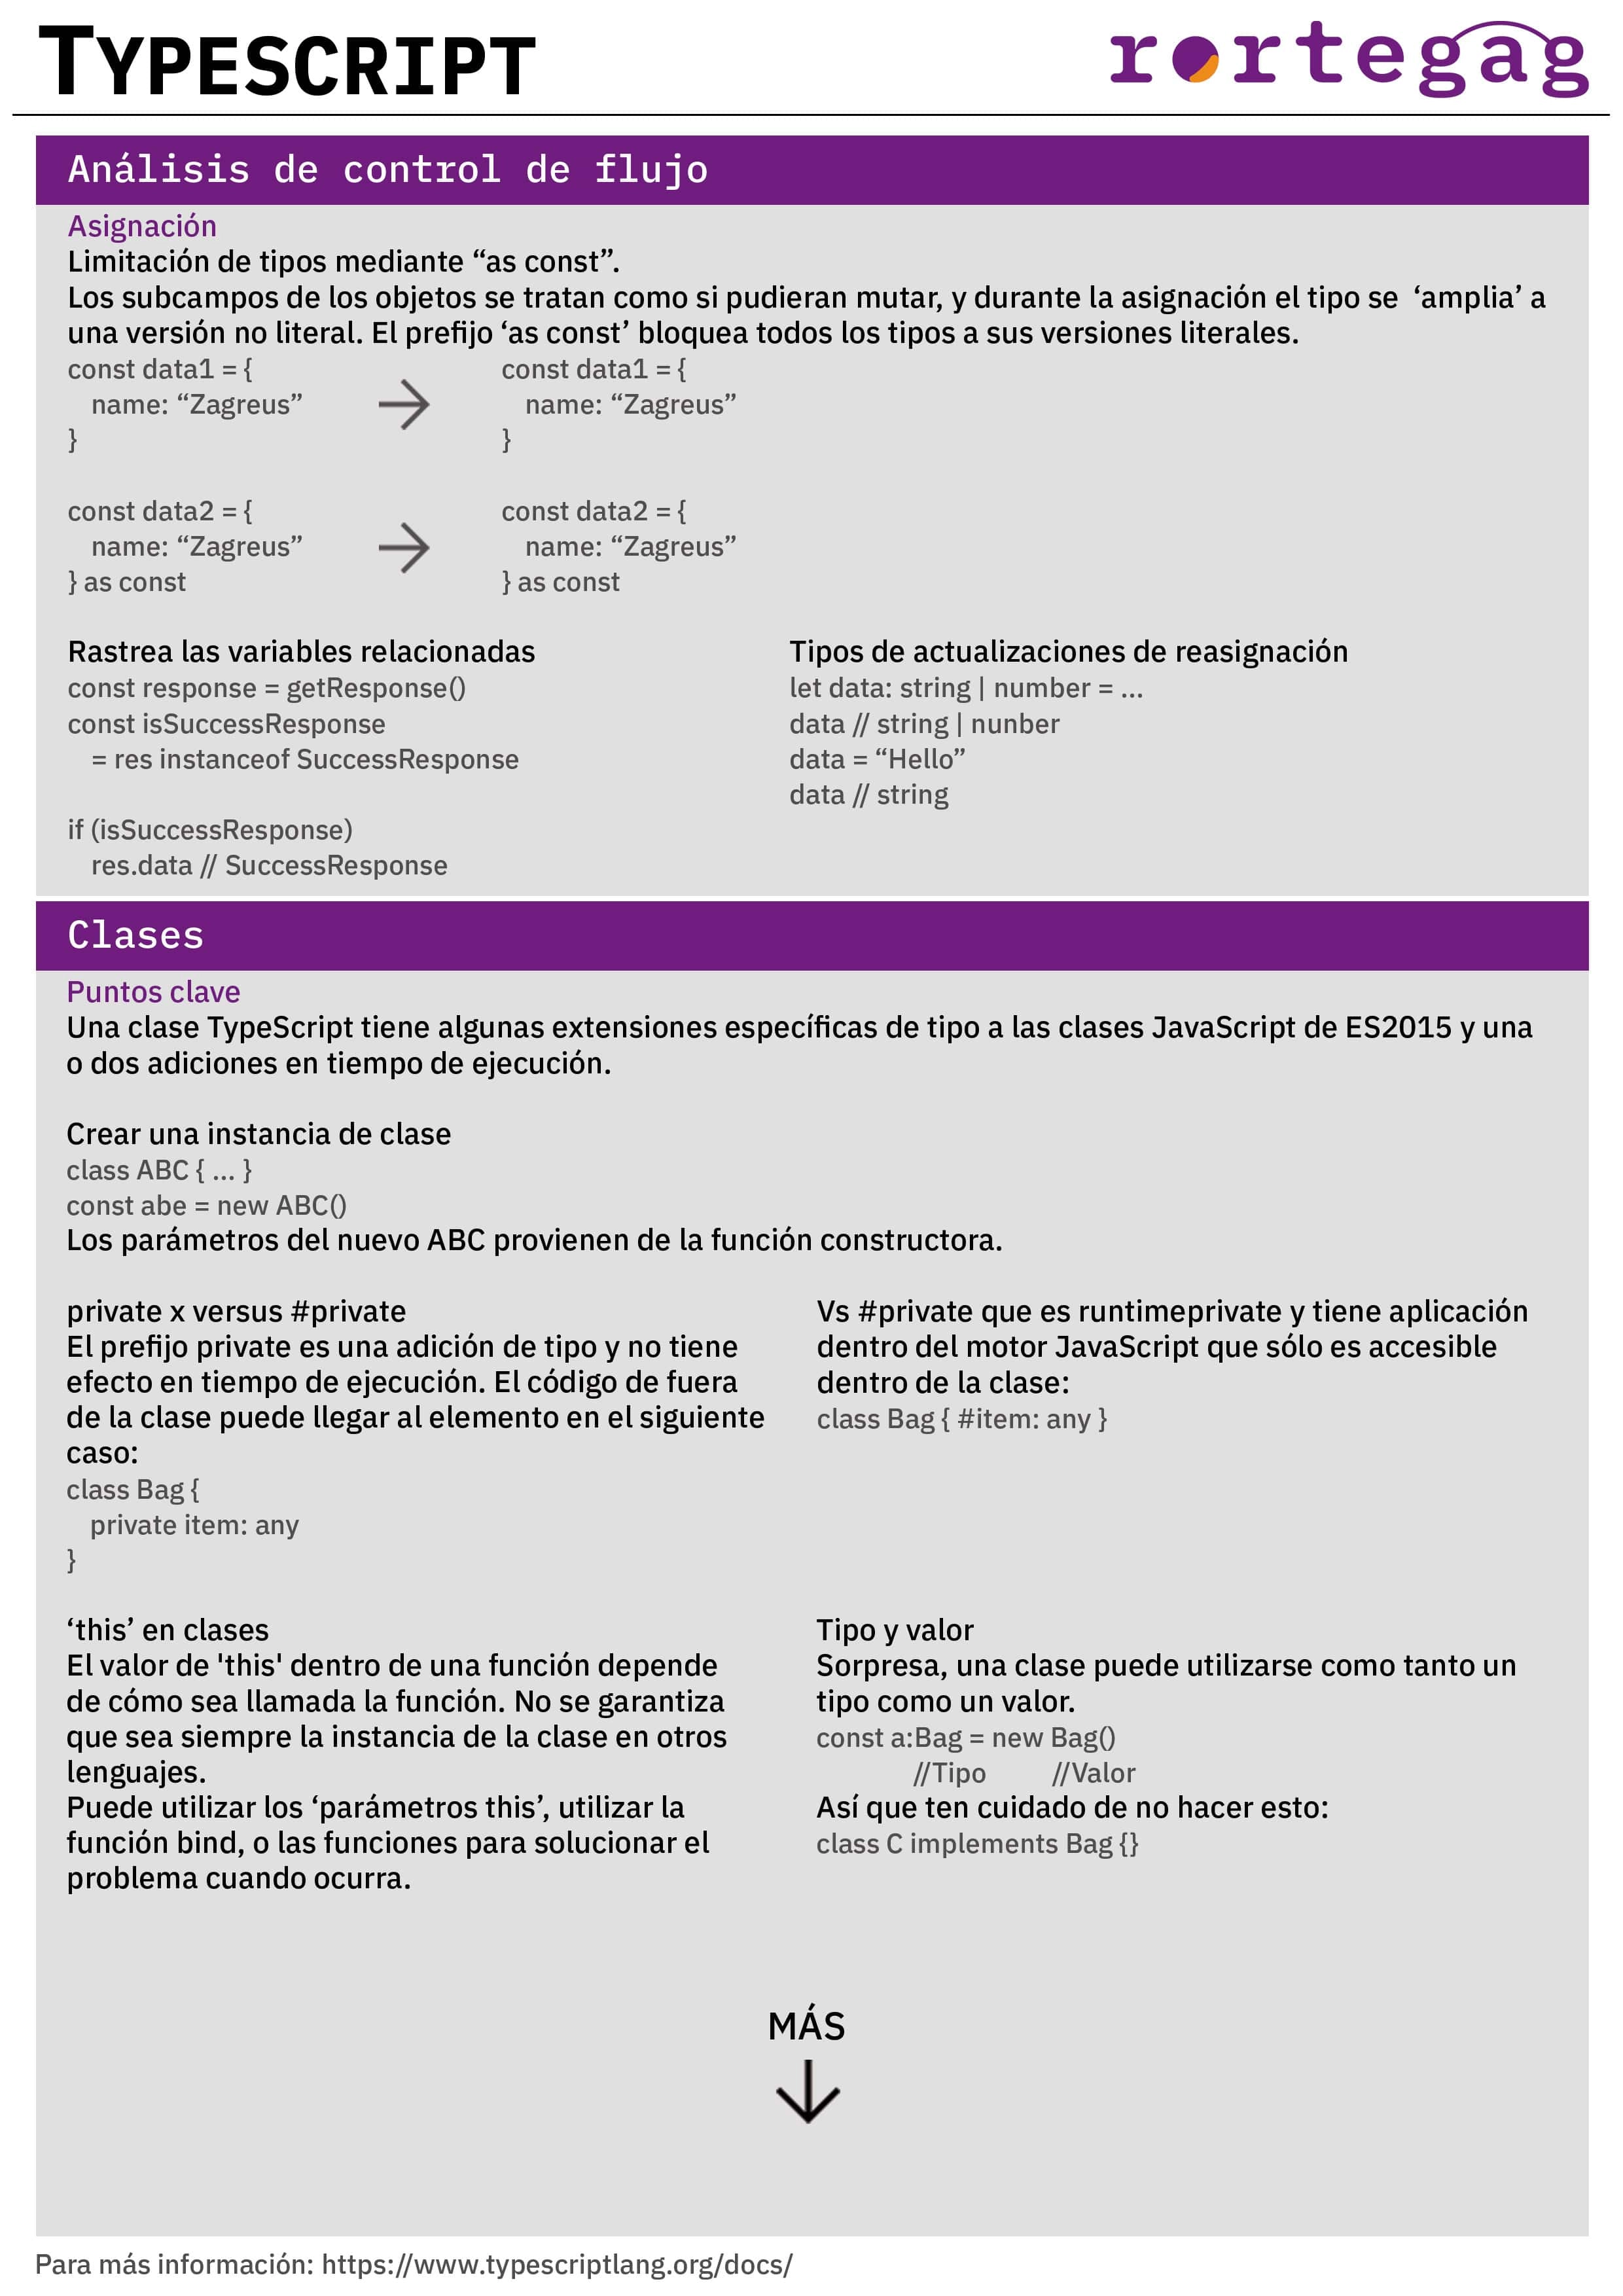 TYPESCRIPT
rortegag
Análisis de control de flujo
Asignación
Limitación de tipos mediante “as const”.
Los subcampos de los objetos se tratan como si pudieran mutar, y durante la asignación el tipo se ‘amplia’ a
una versión no literal. El prefijo ‘as const’ bloquea todos los tipos a sus versiones literales.
const data1 = {
name: “Zagreus”
}
const data1 = {
name: “Zagreus”
}
const data2 = {
name: “Zagreus”
} as const
const data2 = {
name: “Zagreus”
} as const
Rastrea las variables relacionadas
const response = getResponse()
const isSuccessResponse
= res instanceof SuccessResponse
if (isSuccessResponse)
res.data // SuccessResponse
Tipos de actualizaciones de reasignación
let data: string | number = ...
data // string | nunber
data = “Hello”
data // string
Clases
Puntos clave
Una clase TypeScript tiene algunas extensiones específicas de tipo a las clases JavaScript de ES2015 y una
o dos adiciones en tiempo de ejecución.
Crear una instancia de clase
class ABC { ... }
const abe = new ABC()
Los parámetros del nuevo ABC provienen de la función constructora.
private x versus #private
El prefijo private es una adición de tipo y no tiene
efecto en tiempo de ejecución. El código de fuera
de la clase puede llegar al elemento en el siguiente
caso:
class Bag {
private item: any
}
Vs #private que es runtimeprivate y tiene aplicación
dentro del motor JavaScript que sólo es accesible
dentro de la clase:
class Bag { #item: any }
‘this’ en clases
El valor de 'this' dentro de una función depende
de cómo sea llamada la función. No se garantiza
que sea siempre la instancia de la clase en otros
lenguajes.
Puede utilizar los ‘parámetros this’, utilizar la
función bind, o las funciones para solucionar el
problema cuando ocurra.
Tipo y valor
Sorpresa, una clase puede utilizarse como tanto un
tipo como un valor.
const a:Bag = new Bag()
//Tipo //Valor
Así que ten cuidado de no hacer esto:
class C implements Bag {}
MÁS
Para más información: https://www.typescriptlang.org/docs/